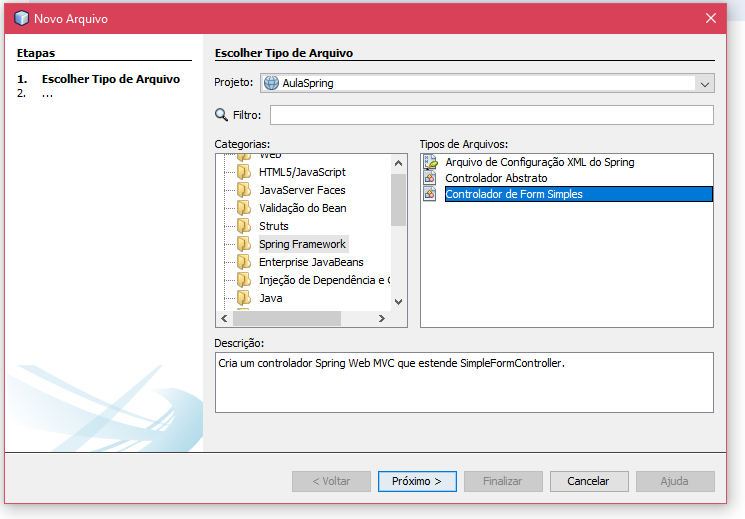 Novo Arquivo
Etapas
1. Escolher Tipo de Arquivo
2. ...
Escolher Tipo de Arquivo
Projeto: AulaSpring
Filtro:
Categorias:
Web
HTML5/JavaScript
JavaServer Faces
Validação do Bean
Struts
Spring Framework
Enterprise JavaBeans
Injeção de Dependência e
Java
Tipos de Arquivos:
Arquivo de Configuração XML do Spring
Controlador Abstrato
Controlador de Form Simples
Descrição:
Cria um controlador Spring Web MVC que estende SimpleFormController.
< Voltar
Próximo >
Finalizar
Cancelar
Ajuda